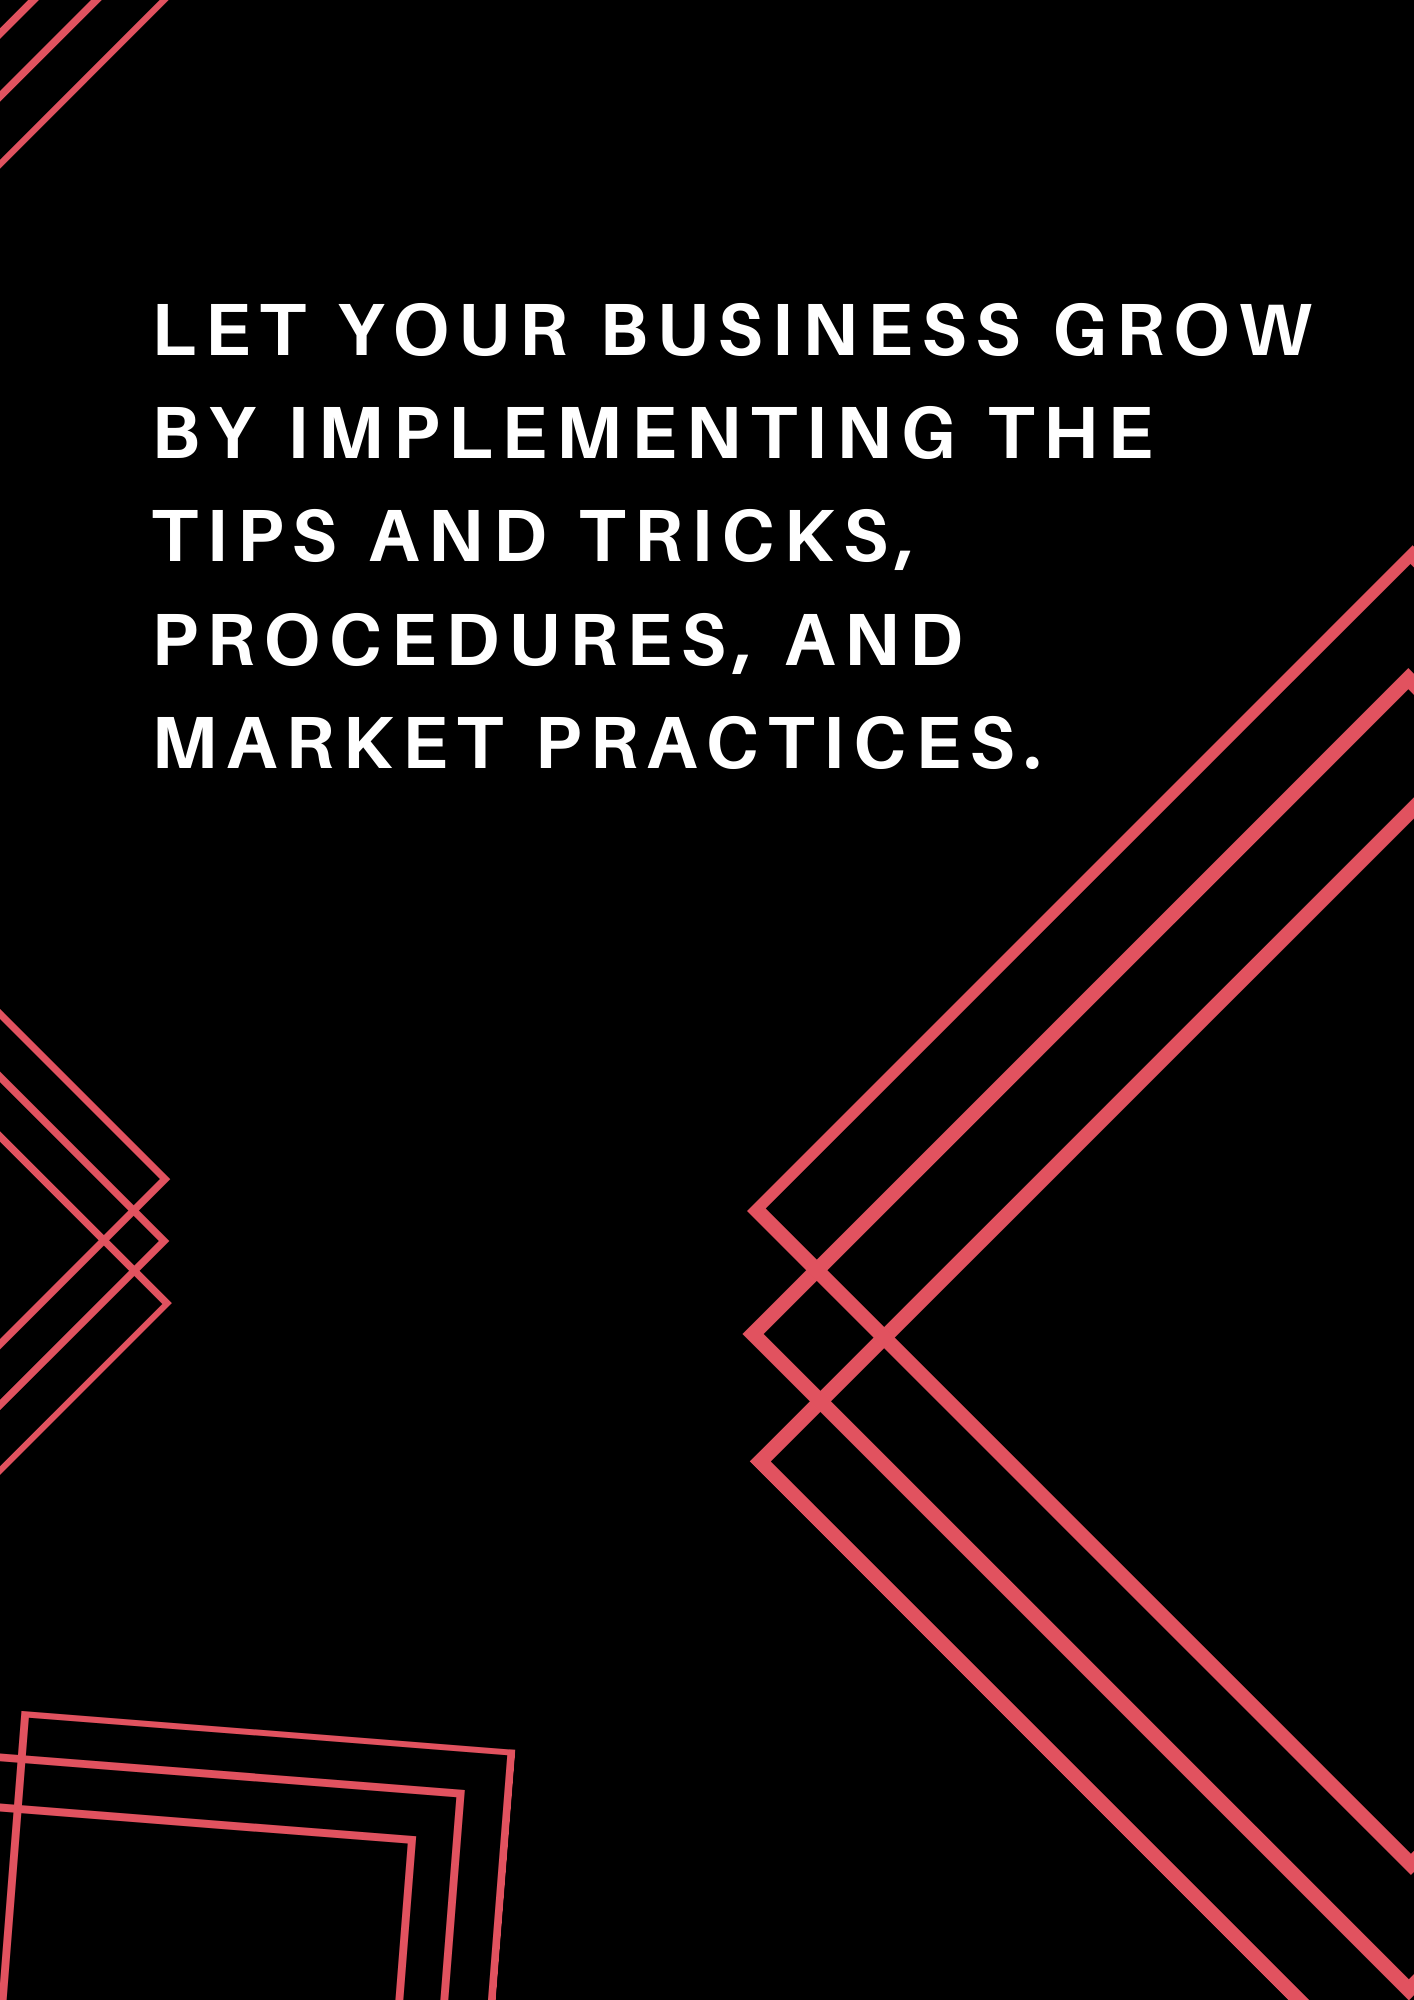 LET YOUR BUSINESS GROW
BY IMPLEMENTING THE
TIPS AND TRICKS,
PROCEDURES, AND
MARKET PRACTICES.